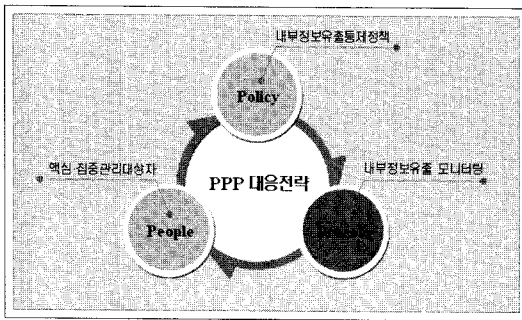 내부정보유출통제정책
Policy
핵심 집중관리대상자
내부정보유출 모니터링
PPP 대응전략
People